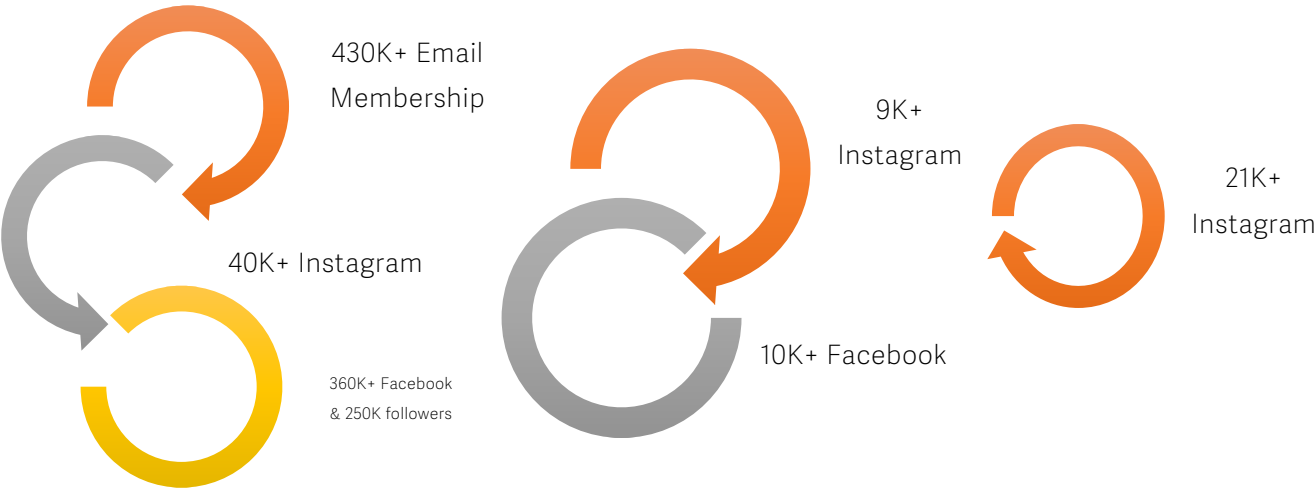 430K+ Email
Membership
40K+ Instagram
360K+ Facebook
& 250K followers
9K+
Instagram
10K+ Facebook
21K+
Instagram